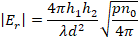 |E_r| = \frac{4\pi h_1 h_2}{\lambda d^2} \sqrt{\frac{p n_0}{4\pi}}